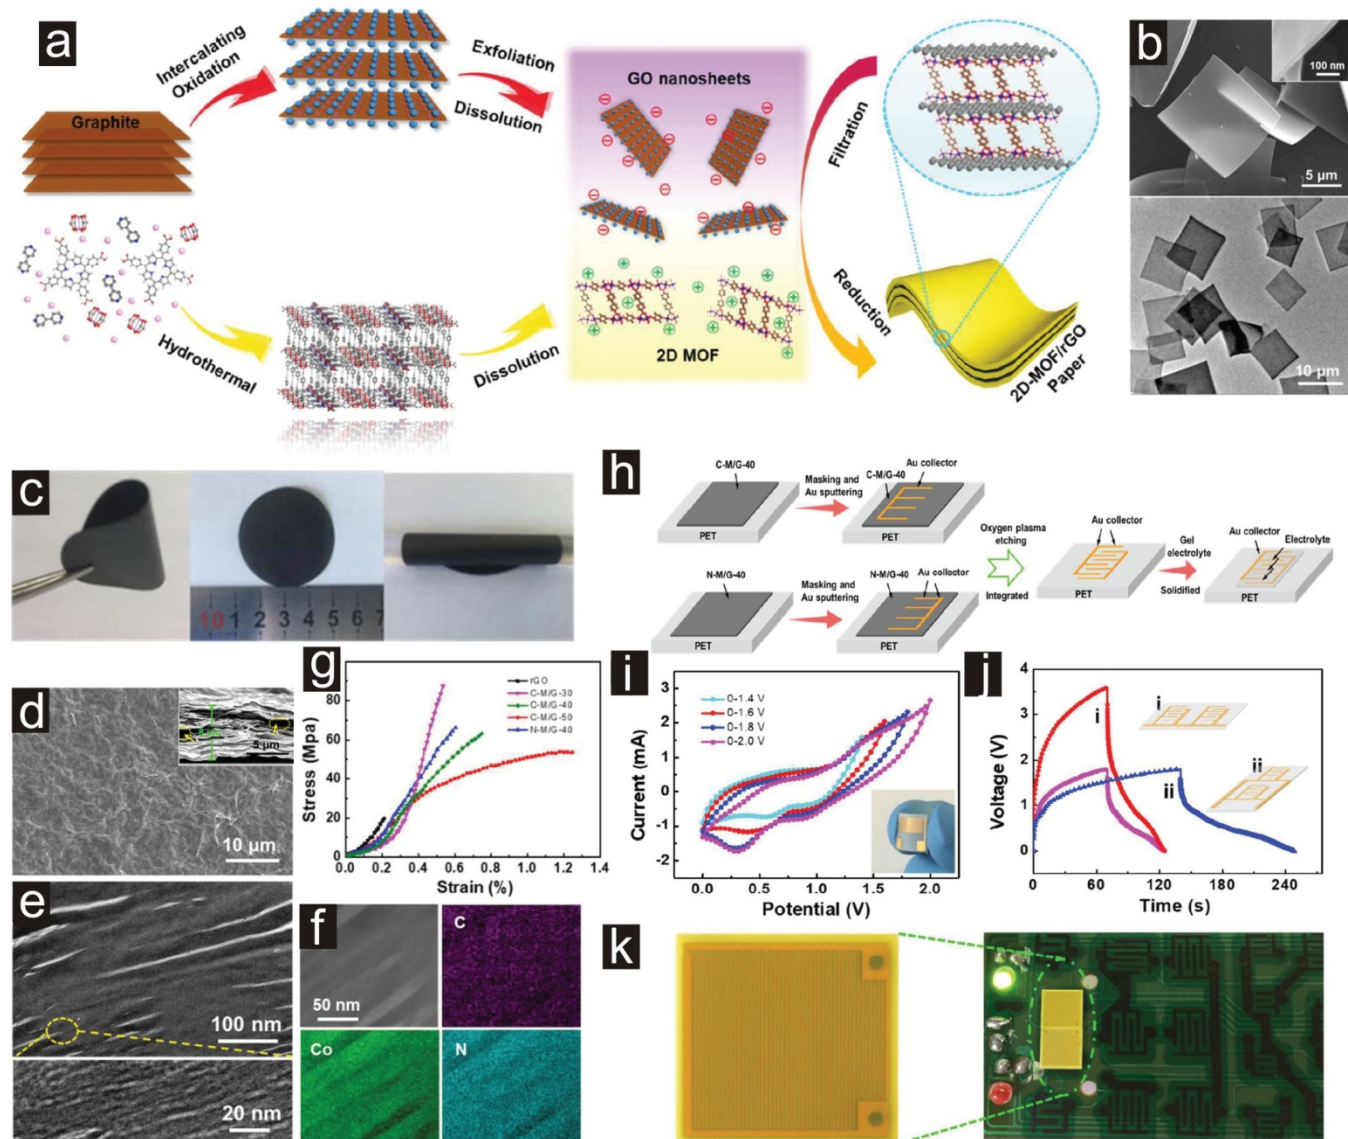 a
Graphite
Intercalating
Oxidation
Exfoliation
Dissolution
GO nanosheets
Hydrothermal
Dissolution
2D MOF
Filtration
Reduction
2D-MOF/rGO
Paper
b
100 nm
5 µm
10 µm
c
10 1 2 3 4 5 6 7
d
5 µm
10 µm
e
100 nm
20 nm
f
50 nm
C
Co
N
g
Stress (Mpa)
100
80
60
40
20
0
rGO
C-M/G-30
C-M/G-40
C-M/G-50
N-M/G-40
0.0 0.2 0.4 0.6 0.8 1.0 1.2 1.4
Strain (%)
h
C-M/G-40
PET
Masking and
Au sputtering
C-M/G-40
Au collector
PET
N-M/G-40
PET
Masking and
Au sputtering
N-M/G-40
Au collector
PET
Oxygen plasma
etching
Integrated
Au collector
PET
Gel
electrolyte
Solidified
Au collector
Electrolyte
PET
i
Current (mA)
3
2
1
0
-1
-2
0-1.4 V
0-1.6 V
0-1.8 V
0-2.0 V
0.0 0.5 1.0 1.5 2.0
Potential (V)
j
Voltage (V)
4
3
2
1
0
i
i
ii
ii
0 60 120 180 240
Time (s)
k